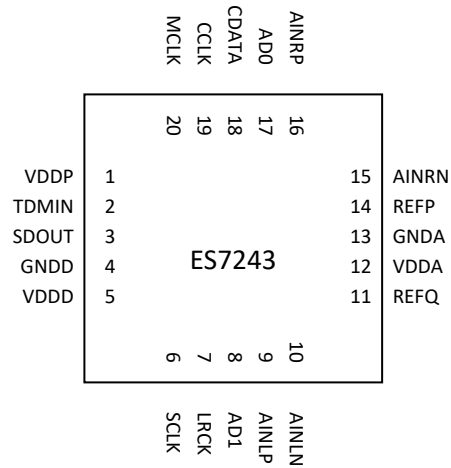 MCLK
CCLK
CDATA
AD0
AINRP
20
19
18
17
16
VDDP 1
TDMIN 2
SDOUT 3
GNDD 4
VDDD 5
ES7243
15 AINRN
14 REFP
13 GNDA
12 VDDA
11 REFQ
6
7
8
9
10
SCLK
LRCK
AD1
AINLP
AINLN